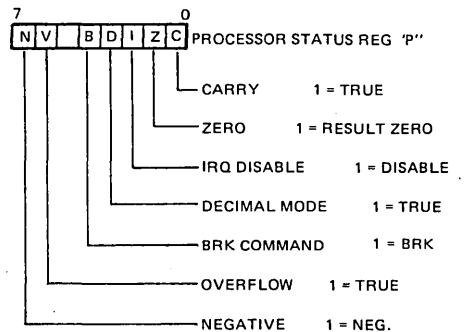 7 0
N V B D I Z C PROCESSOR STATUS REG 'P"
CARRY 1 = TRUE
ZERO 1 = RESULT ZERO
IRQ DISABLE 1 = DISABLE
DECIMAL MODE 1 = TRUE
BRK COMMAND 1 = BRK
OVERFLOW 1 = TRUE
NEGATIVE 1 = NEG.